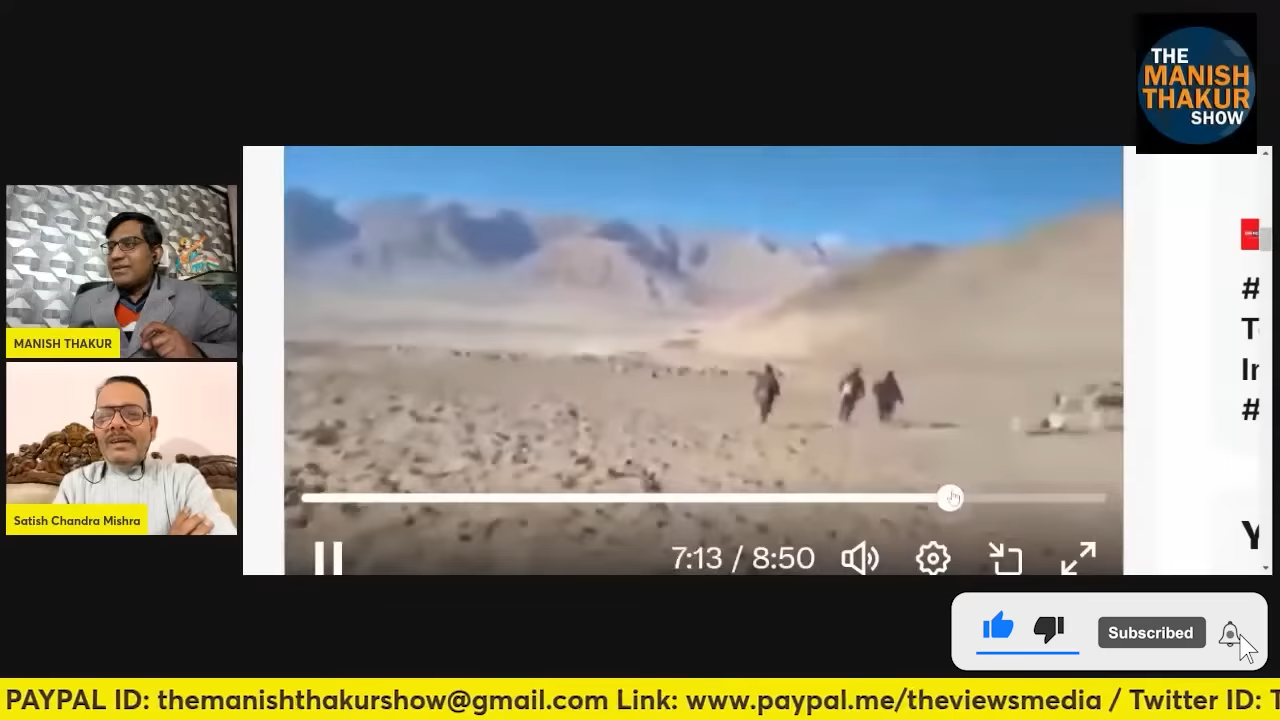 THE
MANISH
THAKUR
SHOW
MANISH THAKUR
Satish Chandra Mishra
#
In
#
Y
7:13 / 8:50
Subscribed
PAYPAL ID: themanishthakurshow@gmail.com Link: www.paypal.me/theviewsmedia / Twitter ID: T